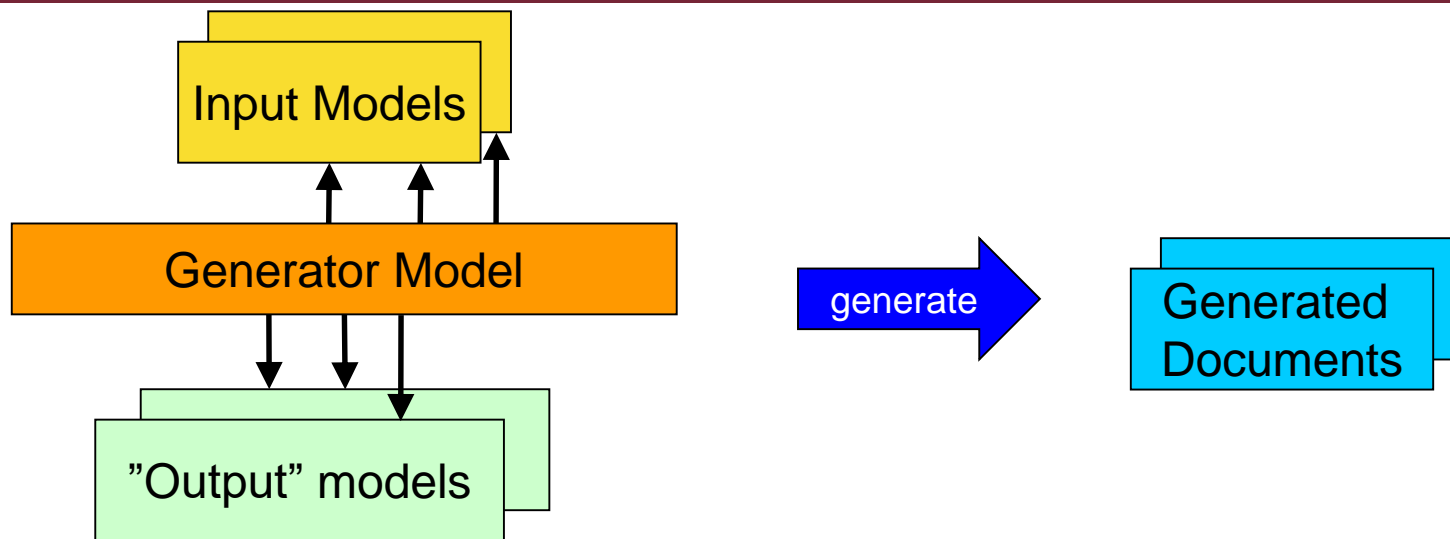 Input Models
Generator Model
generate
Generated
Documents
”Output” models